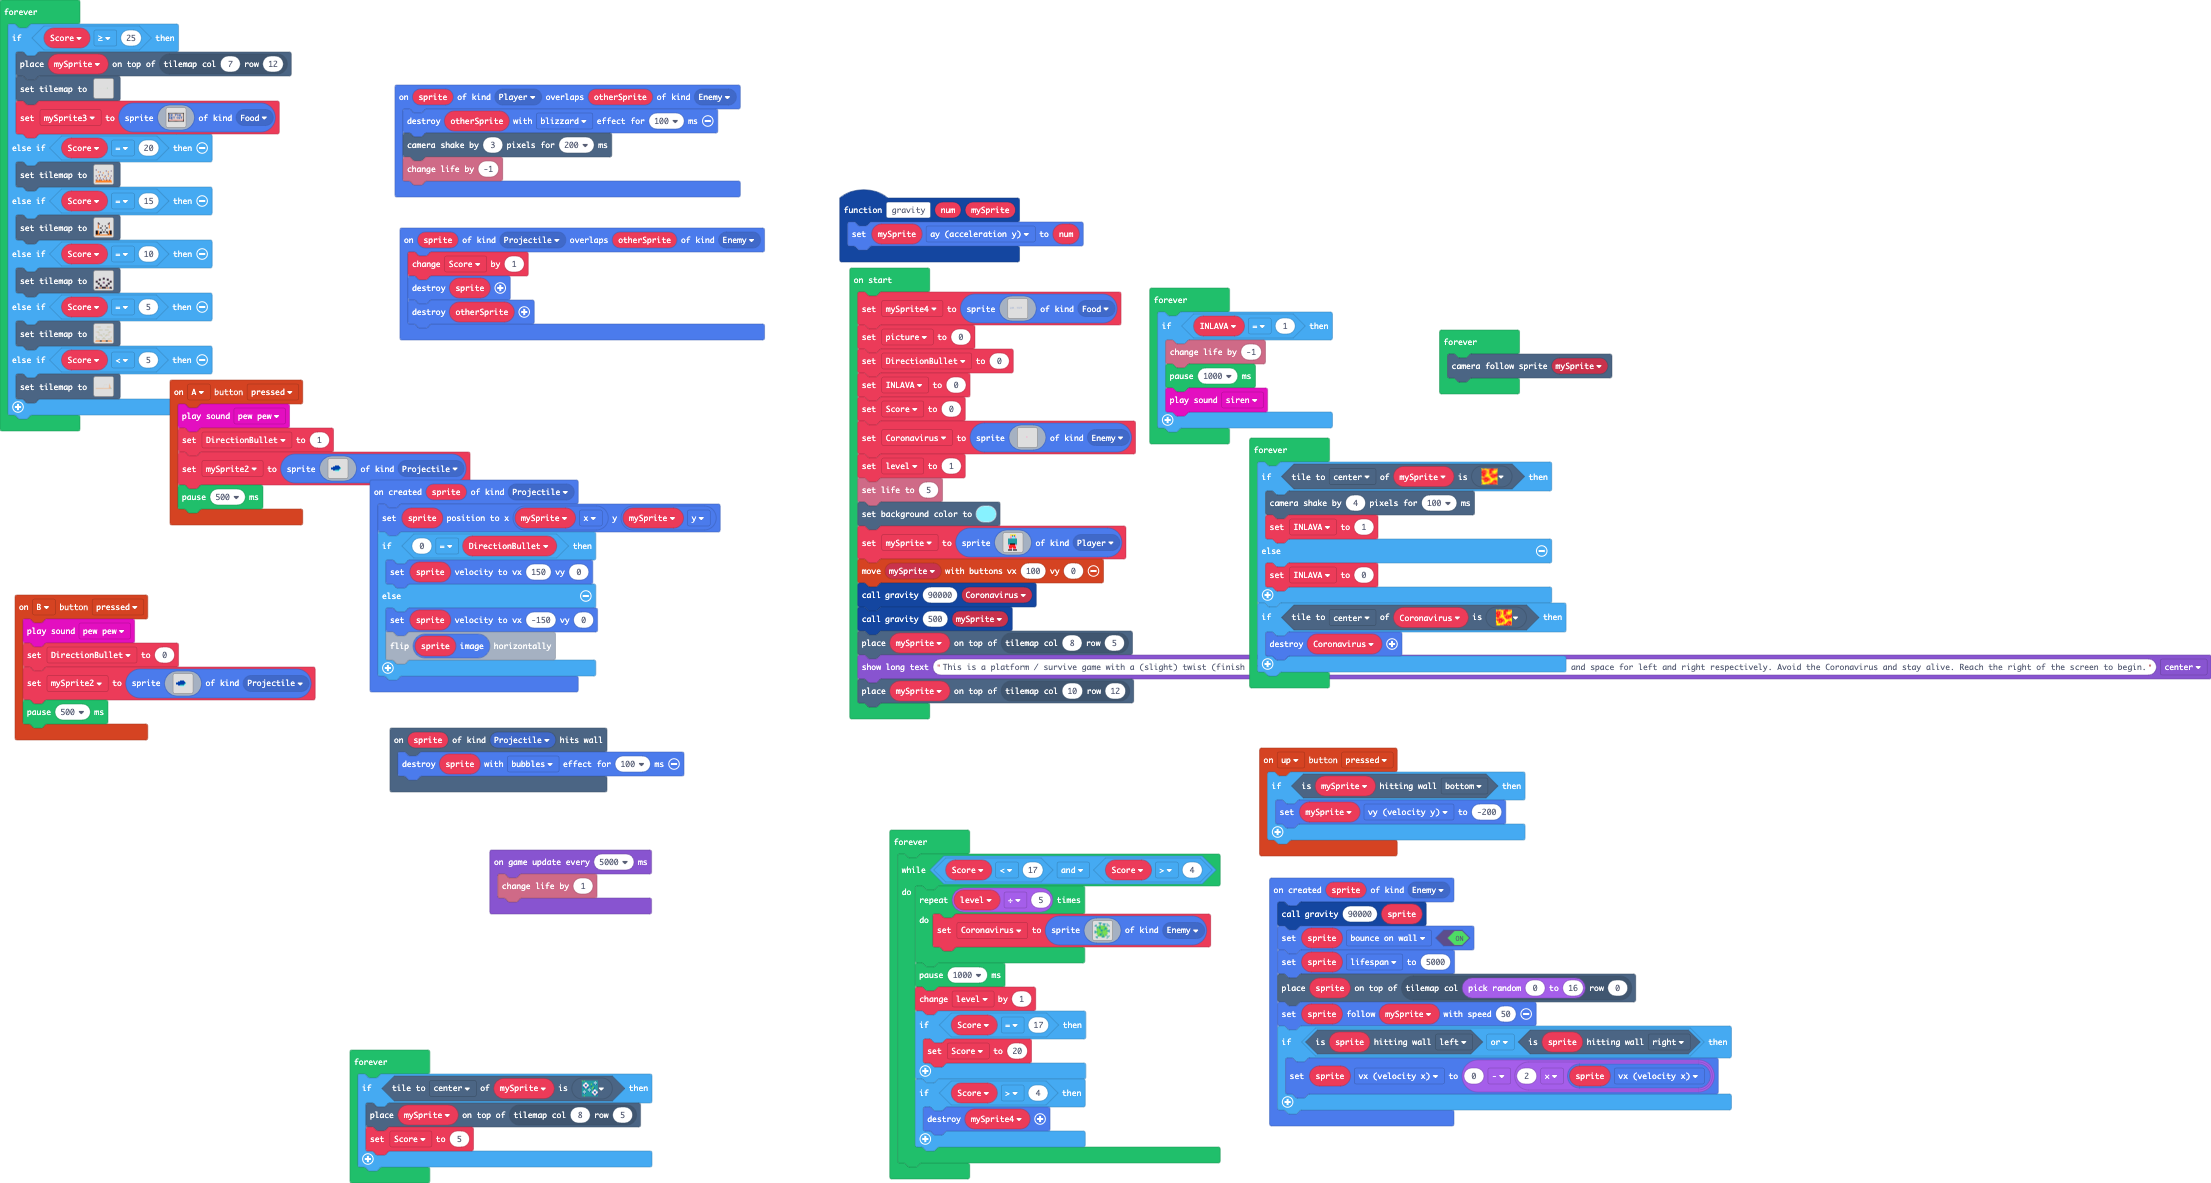 forever
if Score ≥ 25 then
place mySprite on top of tilemap col 7 row 12
set tilemap to
set mySprite3 to sprite of kind Food
else if Score = 20 then
set tilemap to
else if Score = 15 then
set tilemap to
else if Score = 10 then
set tilemap to
else if Score = 5 then
set tilemap to
else if Score < 5 then
set tilemap to
on A button pressed
play sound pew pew
set DirectionBullet to 1
set mySprite2 to sprite of kind Projectile
pause 500 ms
on B button pressed
play sound pew pew
set DirectionBullet to 0
set mySprite2 to sprite of kind Projectile
pause 500 ms
on sprite of kind Player overlaps otherSprite of kind Enemy
destroy otherSprite with blizzard effect for 100 ms
camera shake by 3 pixels for 200 ms
change life by -1
on sprite of kind Projectile overlaps otherSprite of kind Enemy
change Score by 1
destroy sprite
destroy otherSprite
on created sprite of kind Projectile
set sprite position to x mySprite x y mySprite y
if 0 = DirectionBullet then
set sprite velocity to vx 150 vy 0
else
set sprite velocity to vx -150 vy 0
flip sprite image horizontally
on sprite of kind Projectile hits wall
destroy sprite with bubbles effect for 100 ms
on game update every 5000 ms
change life by 1
forever
if tile to center of mySprite is then
place mySprite on top of tilemap col 8 row 5
set Score to 5
function gravity num mySprite
set mySprite ay (acceleration y) to num
on start
set mySprite4 to sprite of kind Food
set picture to 0
set DirectionBullet to 0
set INLAVA to 0
set Score to 0
set Coronavirus to sprite of kind Enemy
set level to 1
set life to 5
set background color to
set mySprite to sprite of kind Player
move mySprite with buttons vx 100 vy 0
call gravity 90000 Coronavirus
call gravity 500 mySprite
place mySprite on top of tilemap col 8 row 5
show long text "This is a platform / survive game with a (slight) twist (finish and space for left and right respectively. Avoid the Coronavirus and stay alive. Reach the right of the screen to begin." center
place mySprite on top of tilemap col 10 row 12
forever
if INLAVA = 1 then
change life by -1
pause 1000 ms
play sound siren
forever
camera follow sprite mySprite
forever
if tile to center of mySprite is then
camera shake by 4 pixels for 100 ms
set INLAVA to 1
else
set INLAVA to 0
if tile to center of Coronavirus is then
destroy Coronavirus
on up button pressed
if is mySprite hitting wall bottom then
set mySprite vy (velocity y) to -200
forever
while Score < 17 and Score > 4
do
repeat level ÷ 5 times
do
set Coronavirus to sprite of kind Enemy
pause 1000 ms
change level by 1
if Score = 17 then
set Score to 20
if Score > 4 then
destroy mySprite4
on created sprite of kind Enemy
call gravity 90000 sprite
set sprite bounce on wall ON
set sprite lifespan to 5000
place sprite on top of tilemap col pick random 0 to 16 row 0
set sprite follow mySprite with speed 50
if is sprite hitting wall left or is sprite hitting wall right then
set sprite vx (velocity x) to 0 - 2 × sprite vx (velocity x)